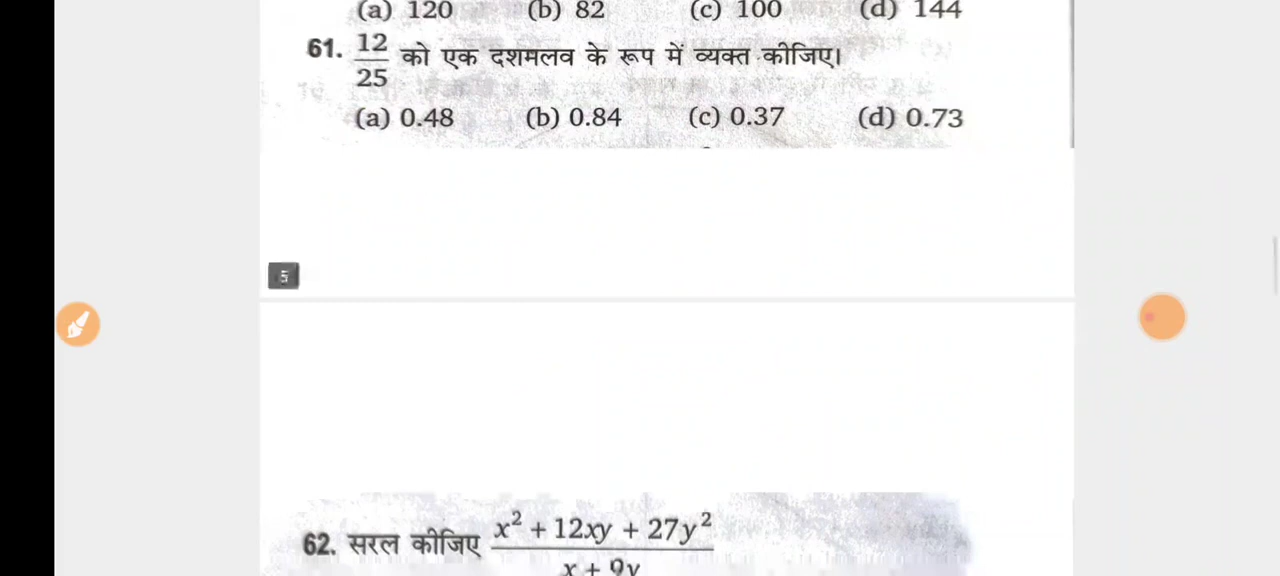 (a) 120 (b) 82 (c) 100 (d) 144
61. 12/25 को एक दशमलव के रूप में व्यक्त कीजिए।
(a) 0.48 (b) 0.84 (c) 0.37 (d) 0.73
5
62. सरल कीजिए x² + 12xy + 27y² / x + 9y